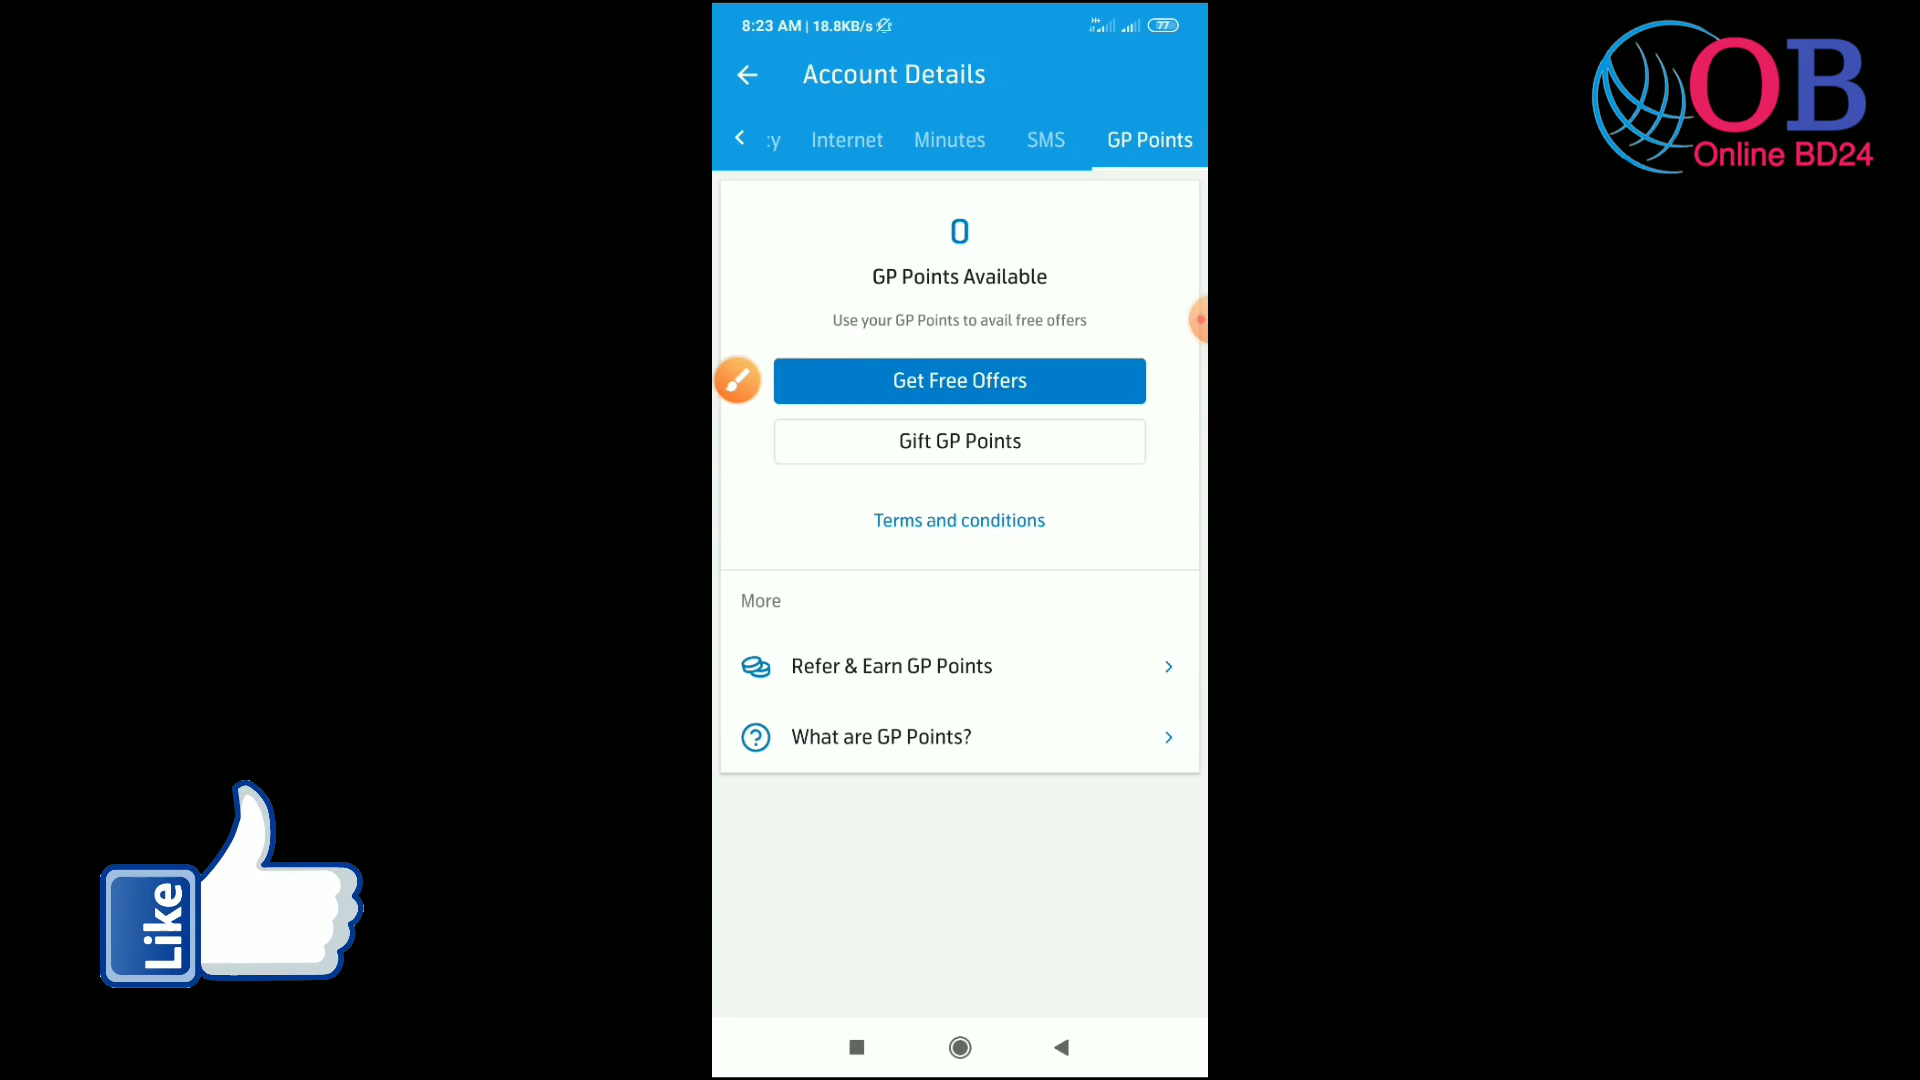 8:23 AM | 18.8KB/s
H+
77
Account Details
:y Internet Minutes SMS GP Points
0
GP Points Available
Use your GP Points to avail free offers
Get Free Offers
Gift GP Points
Terms and conditions
More
Refer & Earn GP Points
What are GP Points?
OB
Online BD24
Like